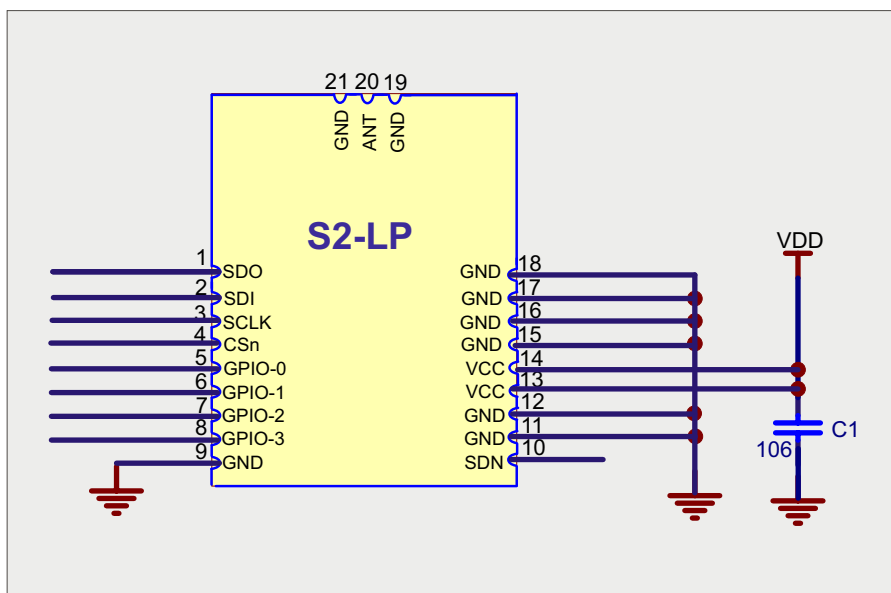 21 20 19
GND ANT GND
S2-LP
VDD
1 SDO
2 SDI
3 SCLK
4 CSn
5 GPIO-0
6 GPIO-1
7 GPIO-2
8 GPIO-3
9 GND
GND 18
GND 17
GND 16
GND 15
VCC 14
VCC 13
GND 12
GND 11
SDN 10
C1
106